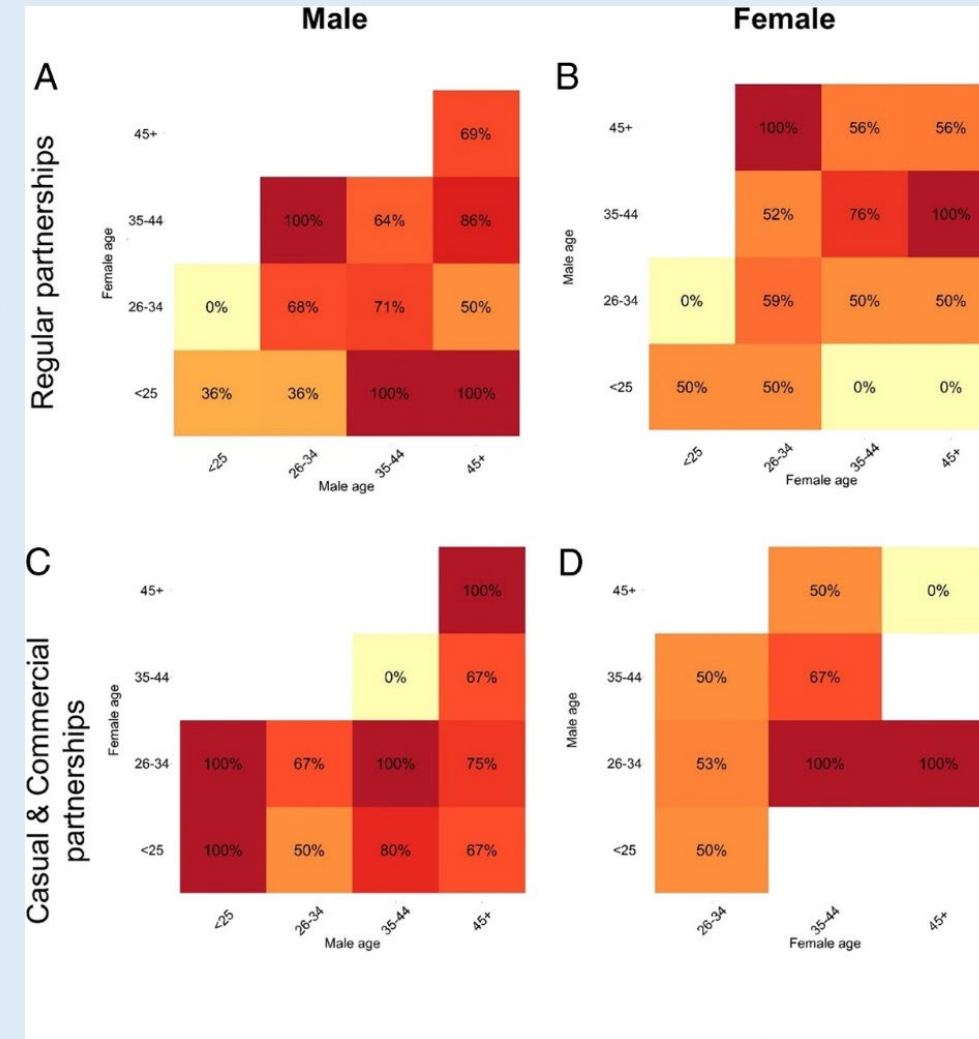 Male
Female
A
Regular partnerships
Female age
45+
69%
35-44
100% 64% 86%
26-34
0% 68% 71% 50%
<25
36% 36% 100% 100%
<25 26-34 35-44 45+
Male age
B
Male age
45+
100% 56% 56%
35-44
52% 76% 100%
26-34
0% 59% 50% 50%
<25
50% 50% 0% 0%
<25 26-34 35-44 45+
Female age
C
Casual & Commercial
partnerships
Female age
45+
100%
35-44
0% 67%
26-34
100% 67% 100% 75%
<25
100% 50% 80% 67%
<25 26-34 35-44 45+
Male age
D
Male age
45+
50% 0%
35-44
50% 67%
26-34
53% 100% 100%
<25
50%
26-34 35-44 45+
Female age